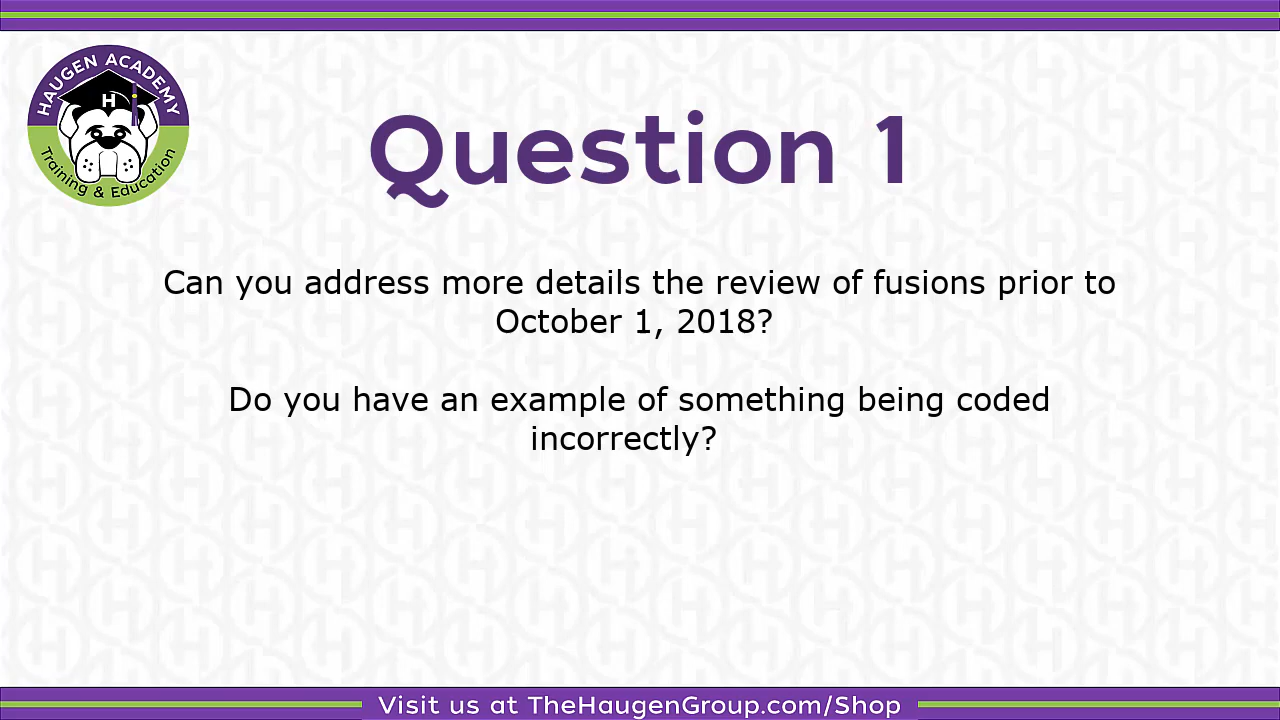 HAUGEN ACADEMY
H
Training & Education
Question 1
Can you address more details the review of fusions prior to
October 1, 2018?
Do you have an example of something being coded
incorrectly?
Visit us at TheHaugenGroup.com/Shop